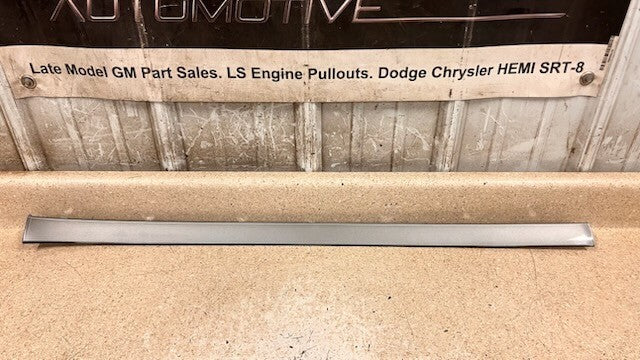 AUTOMOTIVE
Late Model GM Part Sales. LS Engine Pullouts. Dodge Chrysler HEMI SRT-8